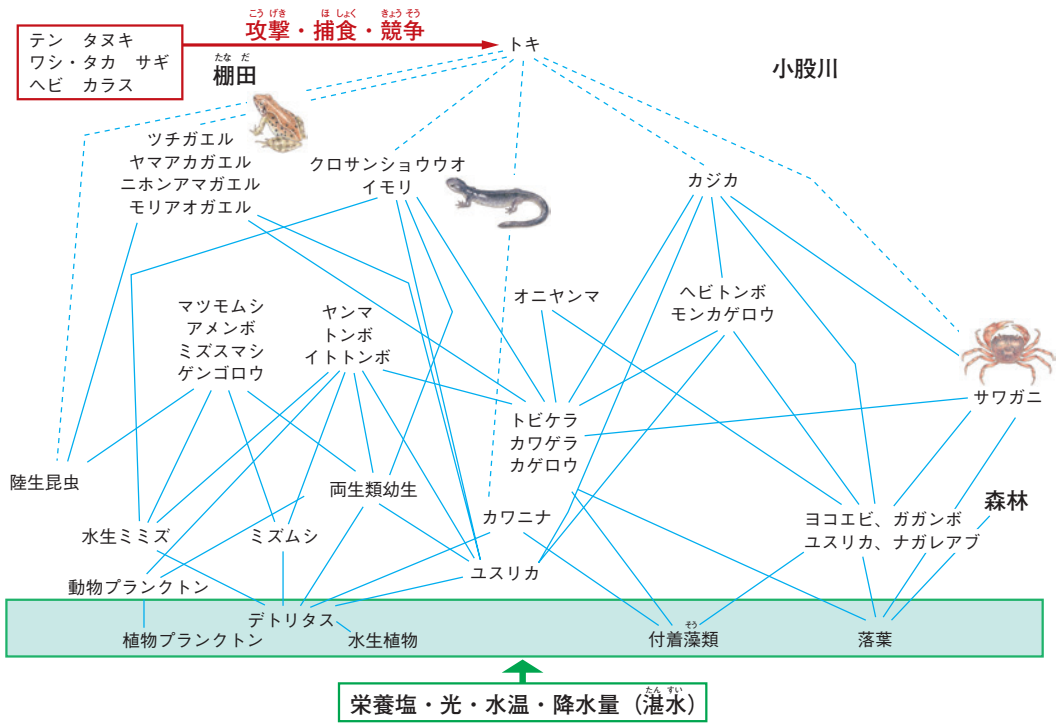 テン タヌキ
ワシ・タカ サギ
ヘビ カラス
こうげき ほしょく きょうそう
攻撃・捕食・競争
トキ
たなだ
棚田
小股川
ツチガエル
ヤマアカガエル
ニホンアマガエル
モリアオガエル
クロサンショウウオ
イモリ
カジカ
マツモムシ
アメンボ
ミズスマシ
ゲンゴロウ
ヤンマ
トンボ
イトトンボ
オニヤンマ
ヘビトンボ
モンカゲロウ
サワガニ
トビケラ
カワゲラ
カゲロウ
陸生昆虫
両生類幼生
水生ミミズ
ミズムシ
カワニナ
ヨコエビ、ガガンボ
ユスリカ、ナガレアブ
森林
動物プランクトン
ユスリカ
デトリタス
植物プランクトン
水生植物
そう
付着藻類
落葉
たんすい
栄養塩・光・水温・降水量(湛水)